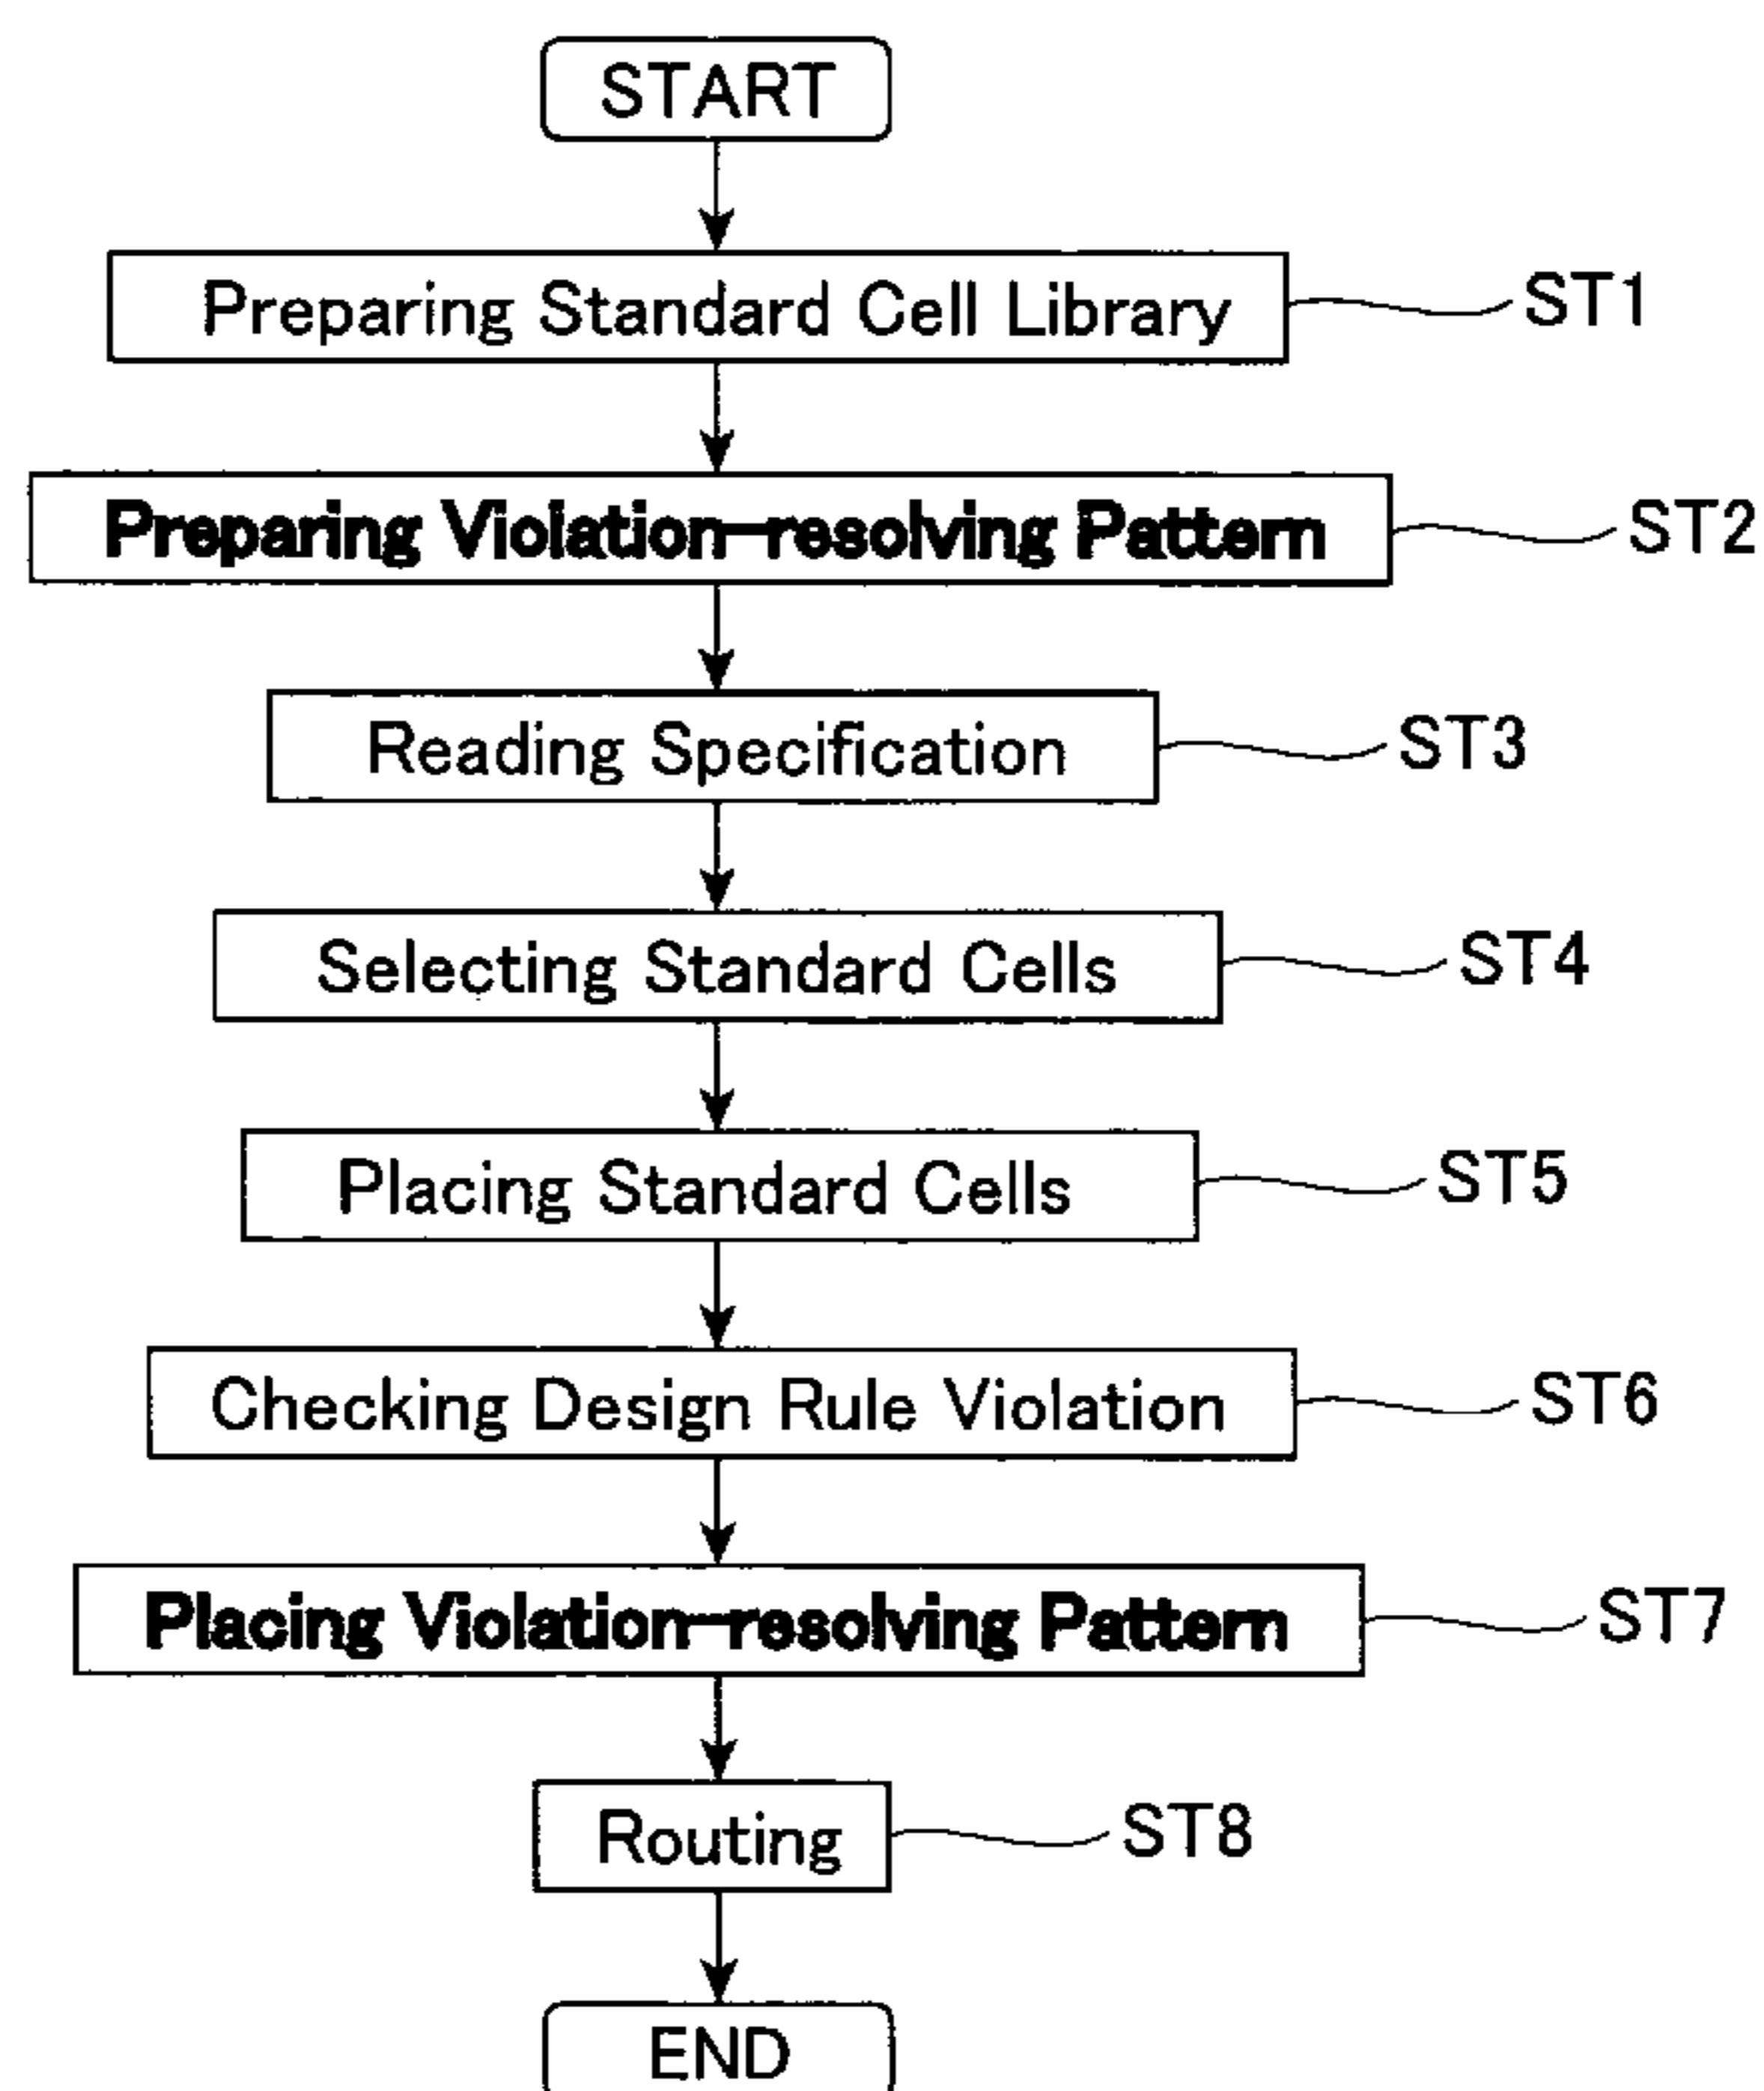 START
Preparing Standard Cell Library ST1
Preparing Violation-resolving Pattern ST2
Reading Specification ST3
Selecting Standard Cells ST4
Placing Standard Cells ST5
Checking Design Rule Violation ST6
Placing Violation-resolving Pattern ST7
Routing ST8
END